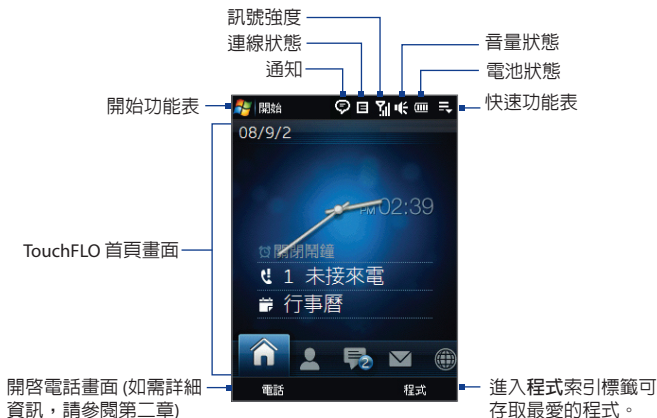 訊號強度
連線狀態
通知
音量狀態
電池狀態
開始功能表
快速功能表
開始
08/9/2
PM 02:39
關閉鬧鐘
1 未接來電
行事曆
TouchFLO 首頁畫面
2
電話
程式
開啓電話畫面 (如需詳細
資訊，請參閱第二章)
進入程式索引標籤可
存取最愛的程式。